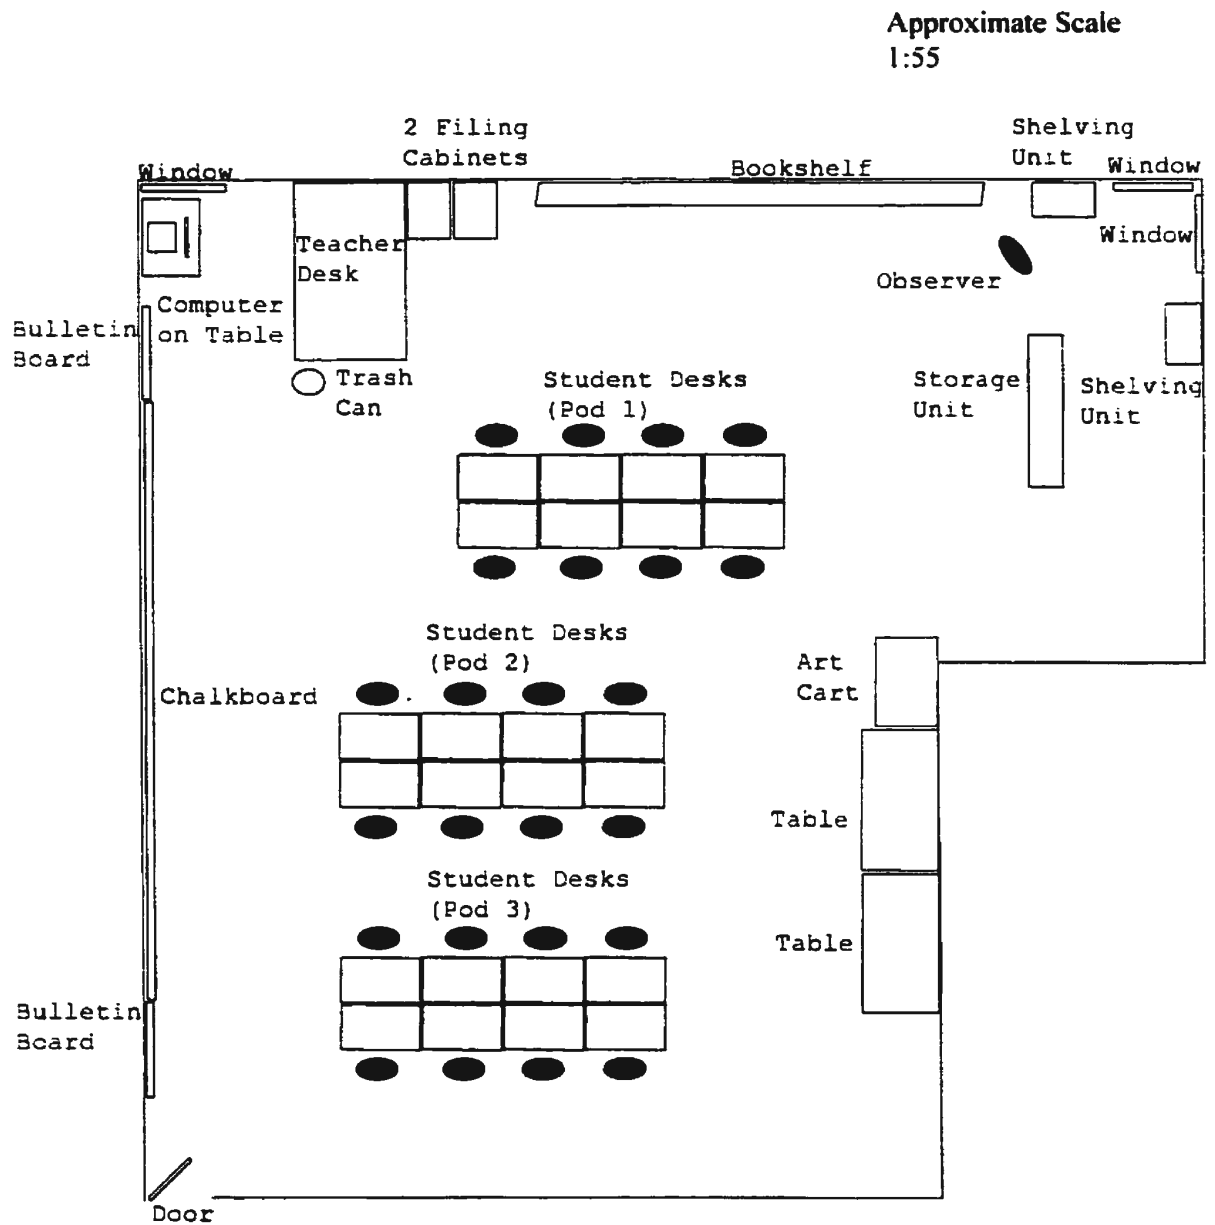 Approximate Scale
1:55
2 Filing
Cabinets
Shelving
Unit
Window
Bookshelf
Window
Teacher
Desk
Window
Observer
Computer
on Table
Bulletin
Board
Trash
Can
Student Desks
(Pod 1)
Storage
Unit
Shelving
Unit
Student Desks
(Pod 2)
Art
Cart
Chalkboard
Table
Student Desks
(Pod 3)
Table
Bulletin
Board
Door